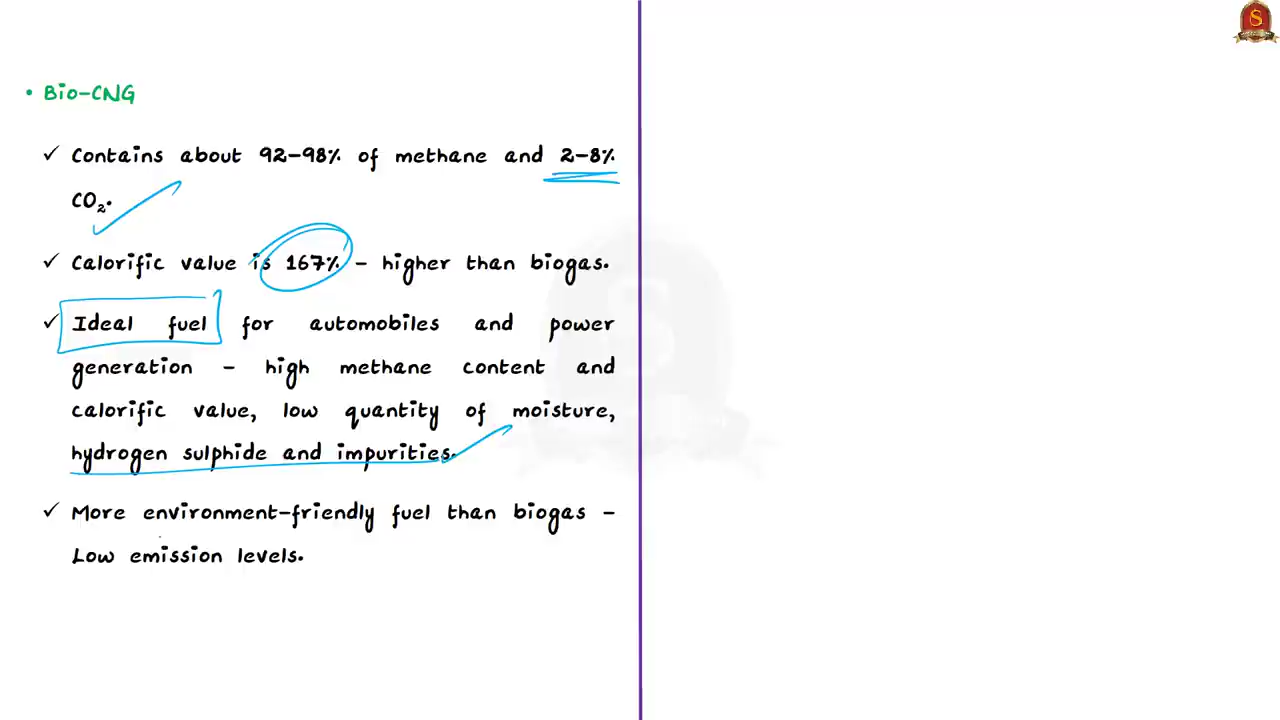 • Bio-CNG
✓ Contains about 92-98% of methane and 2-8%
CO₂.
✓ Calorific value is 167% - higher than biogas.
✓ Ideal fuel for automobiles and power
generation - high methane content and
calorific value, low quantity of moisture,
hydrogen sulphide and impurities.
✓ More environment-friendly fuel than biogas -
Low emission levels.